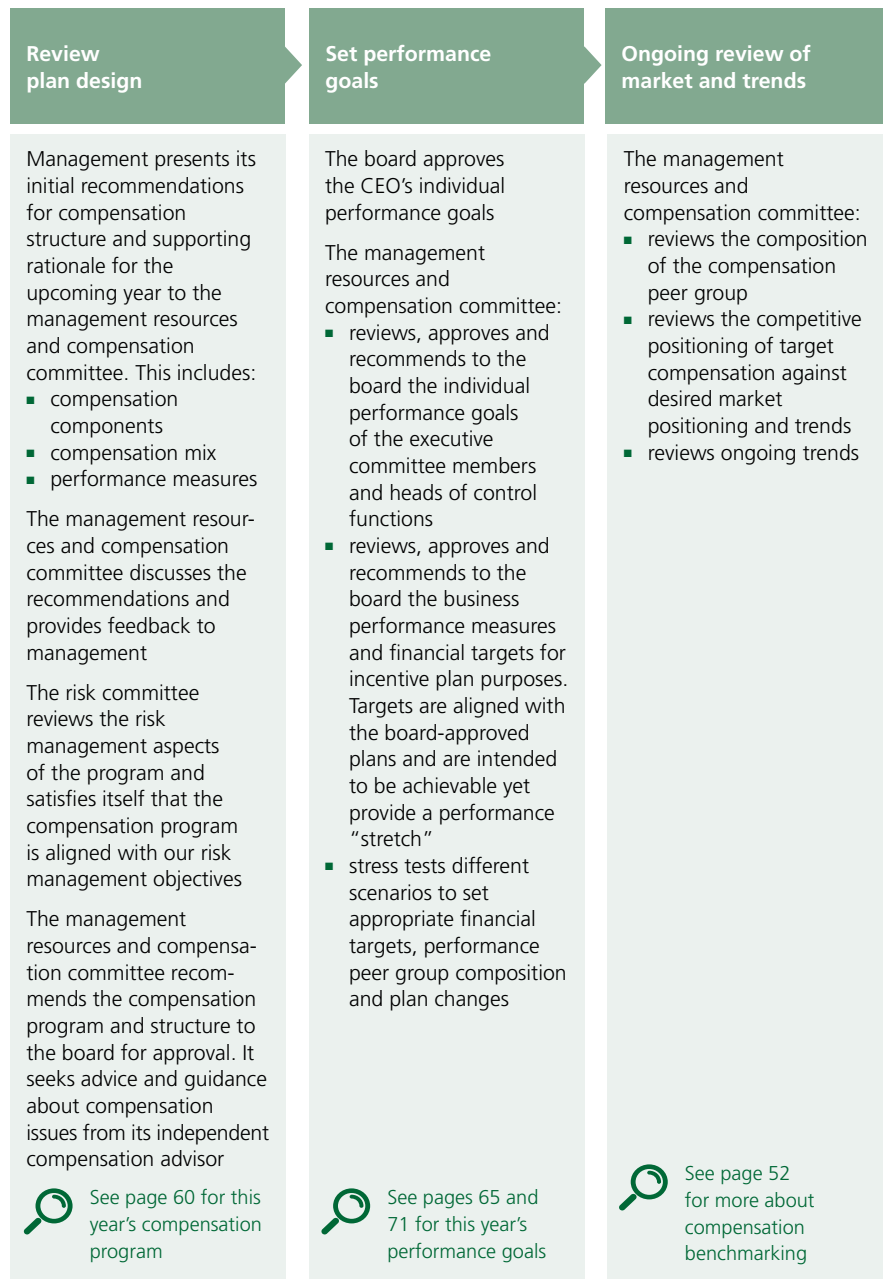 Review
plan design
Management presents its
initial recommendations
for compensation
structure and supporting
rationale for the
upcoming year to the
management resources
and compensation
committee. This includes:
▪ compensation
components
▪ compensation mix
▪ performance measures
The management resour-
ces and compensation
committee discusses the
recommendations and
provides feedback to
management
The risk committee
reviews the risk
management aspects
of the program and
satisfies itself that the
compensation program
is aligned with our risk
management objectives
The management
resources and compensa-
tion committee recom-
mends the compensation
program and structure to
the board for approval. It
seeks advice and guidance
about compensation
issues from its independent
compensation advisor
See page 60 for this
year’s compensation
program
Set performance
goals
The board approves
the CEO’s individual
performance goals
The management
resources and
compensation committee:
▪ reviews, approves and
recommends to the
board the individual
performance goals
of the executive
committee members
and heads of control
functions
▪ reviews, approves and
recommends to the
board the business
performance measures
and financial targets for
incentive plan purposes.
Targets are aligned with
the board-approved
plans and are intended
to be achievable yet
provide a performance
“stretch”
▪ stress tests different
scenarios to set
appropriate financial
targets, performance
peer group composition
and plan changes
See pages 65 and
71 for this year’s
performance goals
Ongoing review of
market and trends
The management
resources and
compensation committee:
▪ reviews the composition
of the compensation
peer group
▪ reviews the competitive
positioning of target
compensation against
desired market
positioning and trends
▪ reviews ongoing trends
See page 52
for more about
compensation
benchmarking